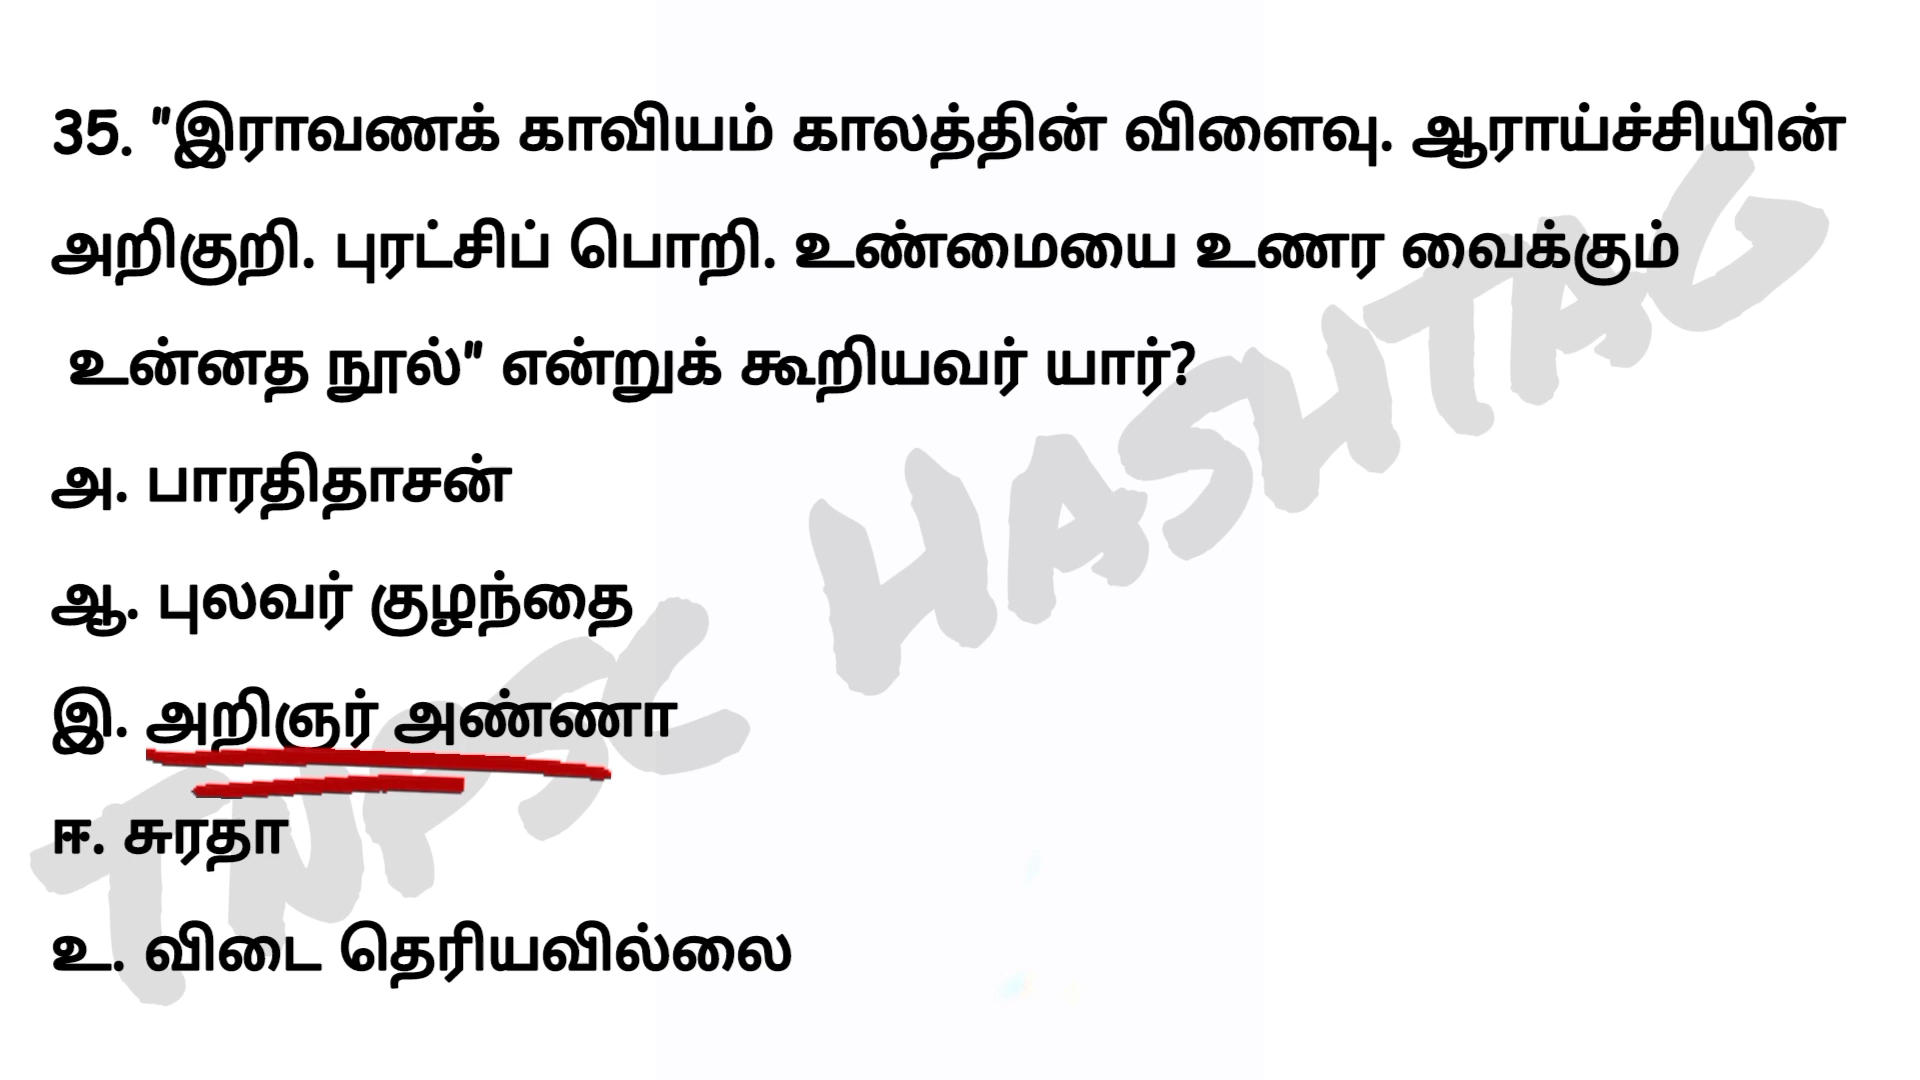 35. "இராவணக் காவியம் காலத்தின் விளைவு. ஆராய்ச்சியின்
அறிகுறி. புரட்சிப் பொறி. உண்மையை உணர வைக்கும்
உன்னத நூல்" என்றுக் கூறியவர் யார்?
அ. பாரதிதாசன்
ஆ. புலவர் குழந்தை
இ. அறிஞர் அண்ணா
ஈ. சுரதா
உ. விடை தெரியவில்லை
TNPSC HASHTAG